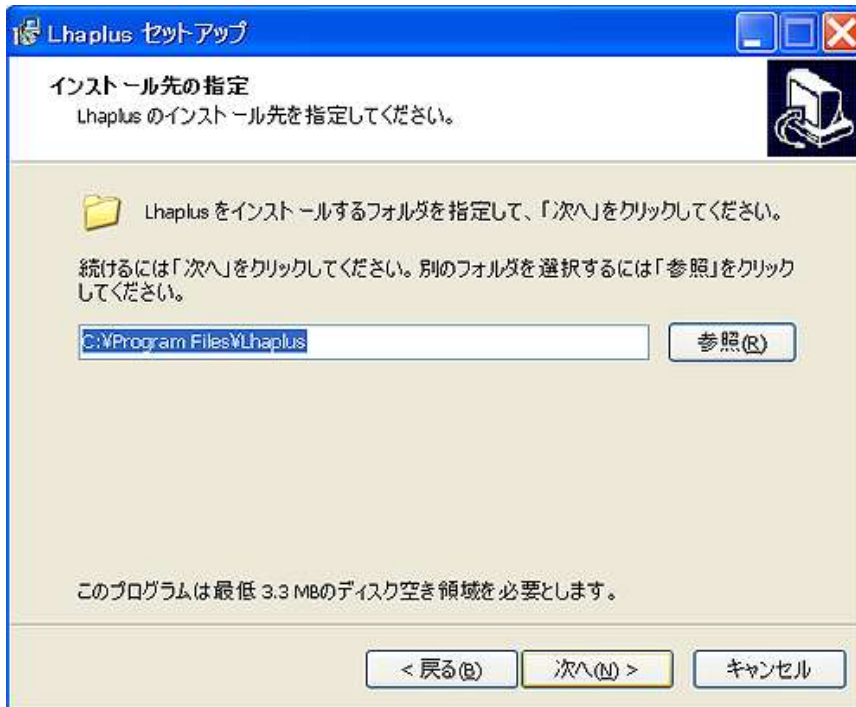 Lhaplus セットアップ
インストール先の指定
Lhaplus のインストール先を指定してください。
Lhaplus をインストールするフォルダを指定して、「次へ」をクリックしてください。
続けるには「次へ」をクリックしてください。別のフォルダを選択するには「参照」をクリック
してください。
C:¥Program Files¥Lhaplus
参照(R)
このプログラムは最低 3.3 MBのディスク空き領域を必要とします。
< 戻る(B)
次へ(N) >
キャンセル